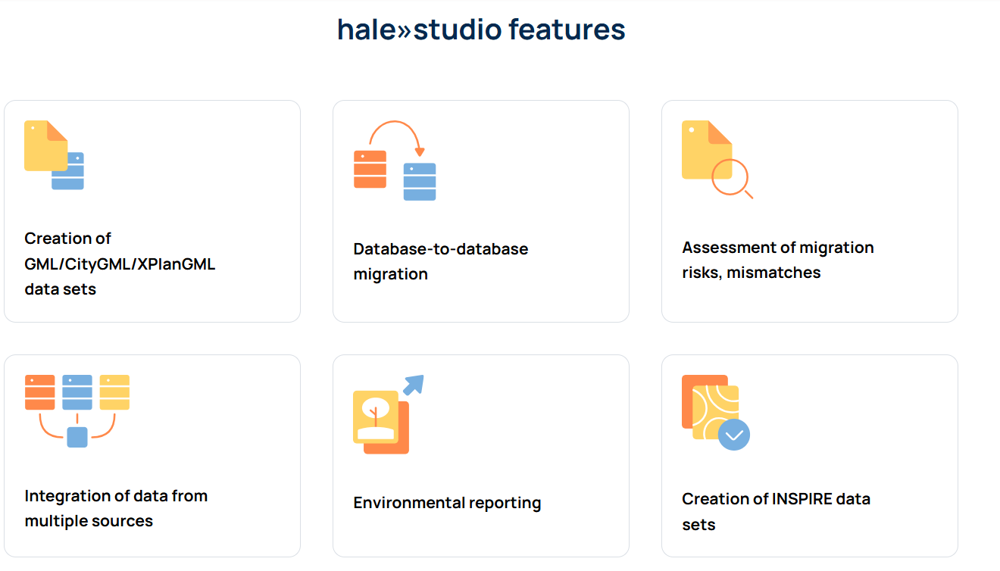 hale»studio features
Creation of
GML/CityGML/XPlanGML
data sets
Database-to-database
migration
Assessment of migration
risks, mismatches
Integration of data from
multiple sources
Environmental reporting
Creation of INSPIRE data
sets